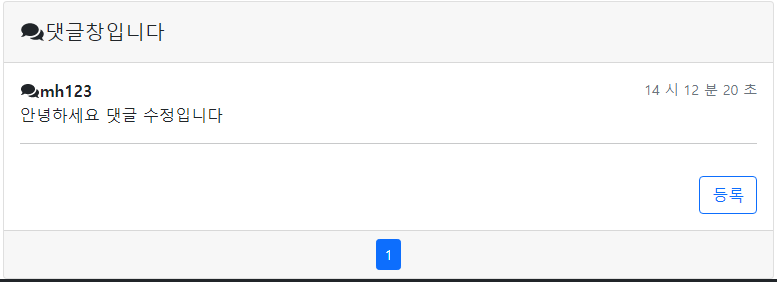 댓글창입니다
mh123 14 시 12 분 20 초
안녕하세요 댓글 수정입니다
등록
1